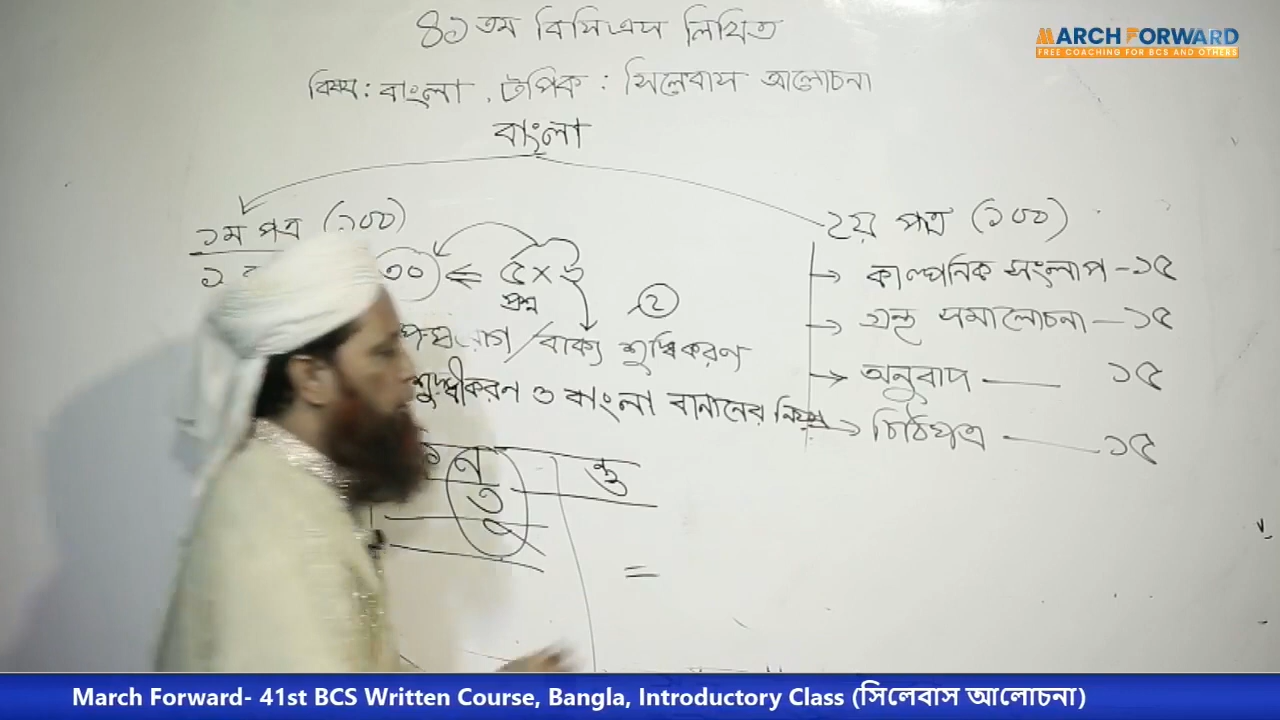 ৪১তম বিসিএস লিখিত
MARCH FORWARD
FREE COACHING FOR BCS AND OTHERS
বিষয় : বাংলা , টপিক : সিলেবাস আলোচনা
বাংলা
১ম পত্র (১০০)
৩০ ⇐ ৫×২
প্রশ্ন
২
/বাক্য শুদ্ধিকরণ
শুদ্ধীকরণ ও বাংলা বানানের নিয়ম
ন
ত
ন্তু
=
২য় পত্র (১০০)
→ কাল্পনিক সংলাপ - ১৫
→ গ্রন্থ সমালোচনা — ১৫
→ অনুবাদ — ১৫
→ চিঠিপত্র — ১৫
March Forward- 41st BCS Written Course, Bangla, Introductory Class (সিলেবাস আলোচনা)